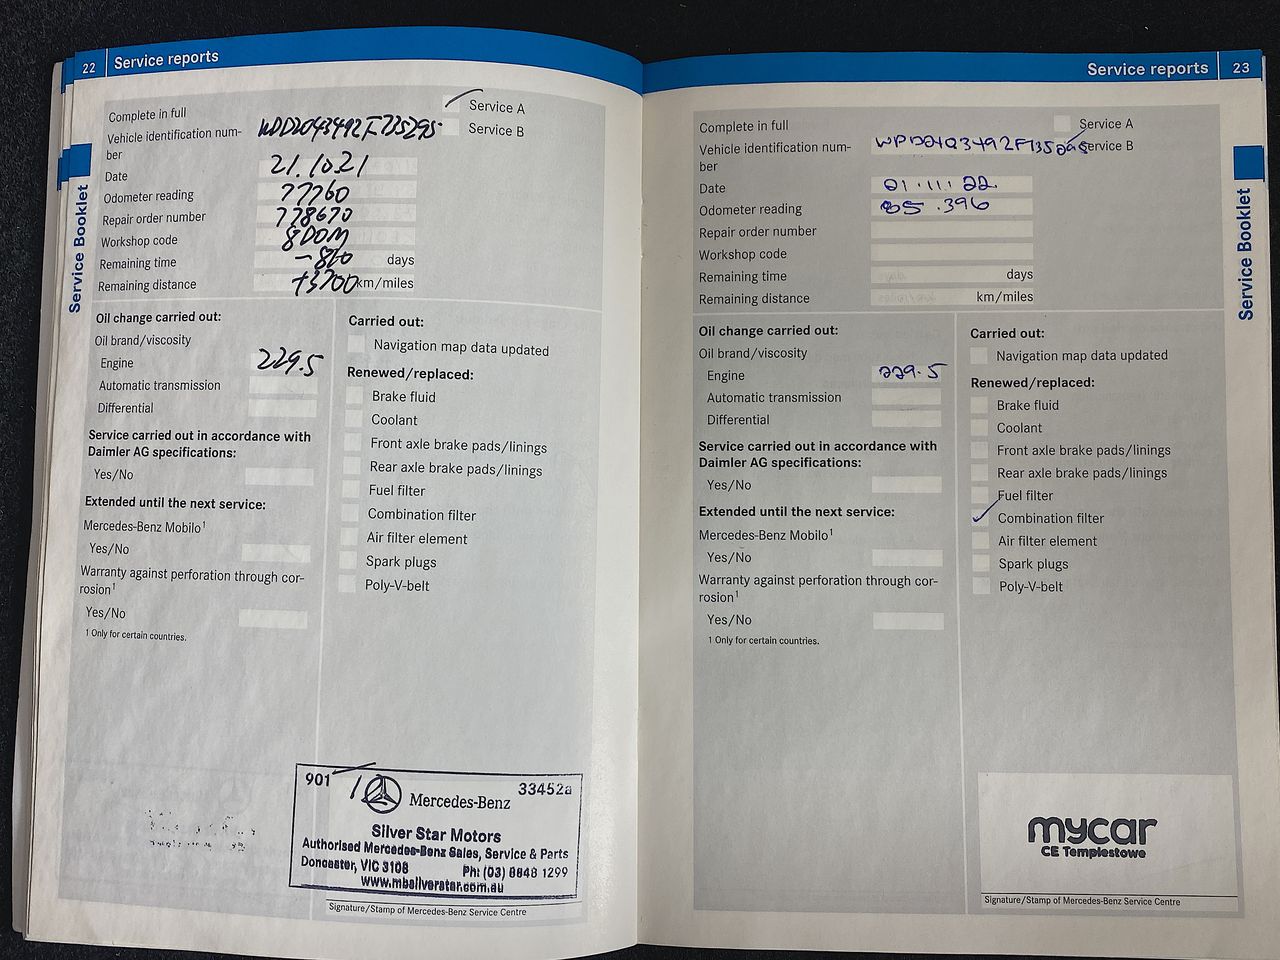 22 Service reports
Complete in full
Service A
Vehicle identification num-
ber
WDD2043492F735295
Service B
Date 21.10.21
Odometer reading 77760
Repair order number 778670
Workshop code
Remaining time days
Remaining distance +3700 km/miles
Service Booklet
Oil change carried out:
Oil brand/viscosity
Engine 229.5
Automatic transmission
Differential
Service carried out in accordance with
Daimler AG specifications:
Yes/No
Extended until the next service:
Mercedes-Benz Mobilo¹
Yes/No
Warranty against perforation through cor-
rosion¹
Yes/No
1 Only for certain countries.
Carried out:
Navigation map data updated
Renewed/replaced:
Brake fluid
Coolant
Front axle brake pads/linings
Rear axle brake pads/linings
Fuel filter
Combination filter
Air filter element
Spark plugs
Poly-V-belt
901 33452a
Mercedes-Benz
Silver Star Motors
Authorised Mercedes-Benz Sales, Service & Parts
Doncaster, VIC 3108 Ph: (03) 8848 1299
www.mbsilverstar.com.au
Signature/Stamp of Mercedes-Benz Service Centre
Service reports 23
Complete in full
Service A
Vehicle identification num-
ber
Service B
Date 01.11.22
Odometer reading 85.396
Repair order number
Workshop code
Remaining time days
Remaining distance km/miles
Service Booklet
Oil change carried out:
Oil brand/viscosity
Engine 229.5
Automatic transmission
Differential
Service carried out in accordance with
Daimler AG specifications:
Yes/No
Extended until the next service:
Mercedes-Benz Mobilo¹
Yes/No
Warranty against perforation through cor-
rosion¹
Yes/No
1 Only for certain countries.
Carried out:
Navigation map data updated
Renewed/replaced:
Brake fluid
Coolant
Front axle brake pads/linings
Rear axle brake pads/linings
Fuel filter
Combination filter
Air filter element
Spark plugs
Poly-V-belt
mycar
CE Templestowe
Signature/Stamp of Mercedes-Benz Service Centre